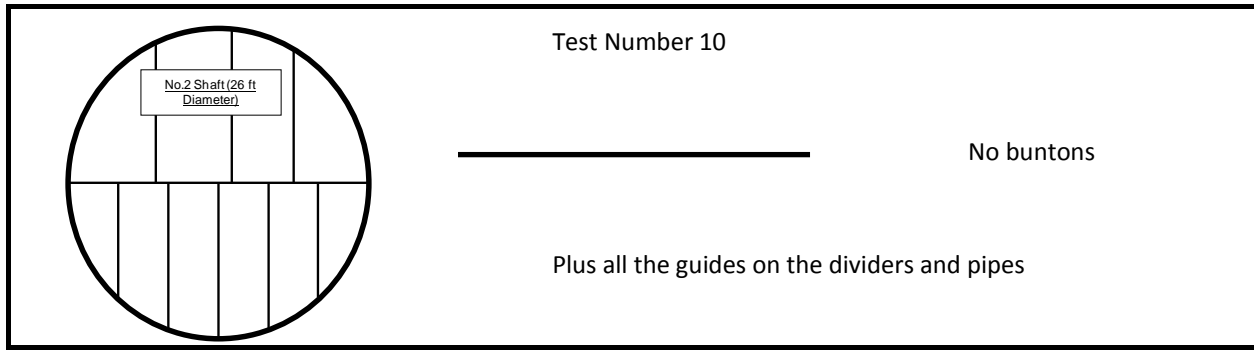 Test Number 10
No.2 Shaft (26 ft
Diameter)
No buntons
Plus all the guides on the dividers and pipes